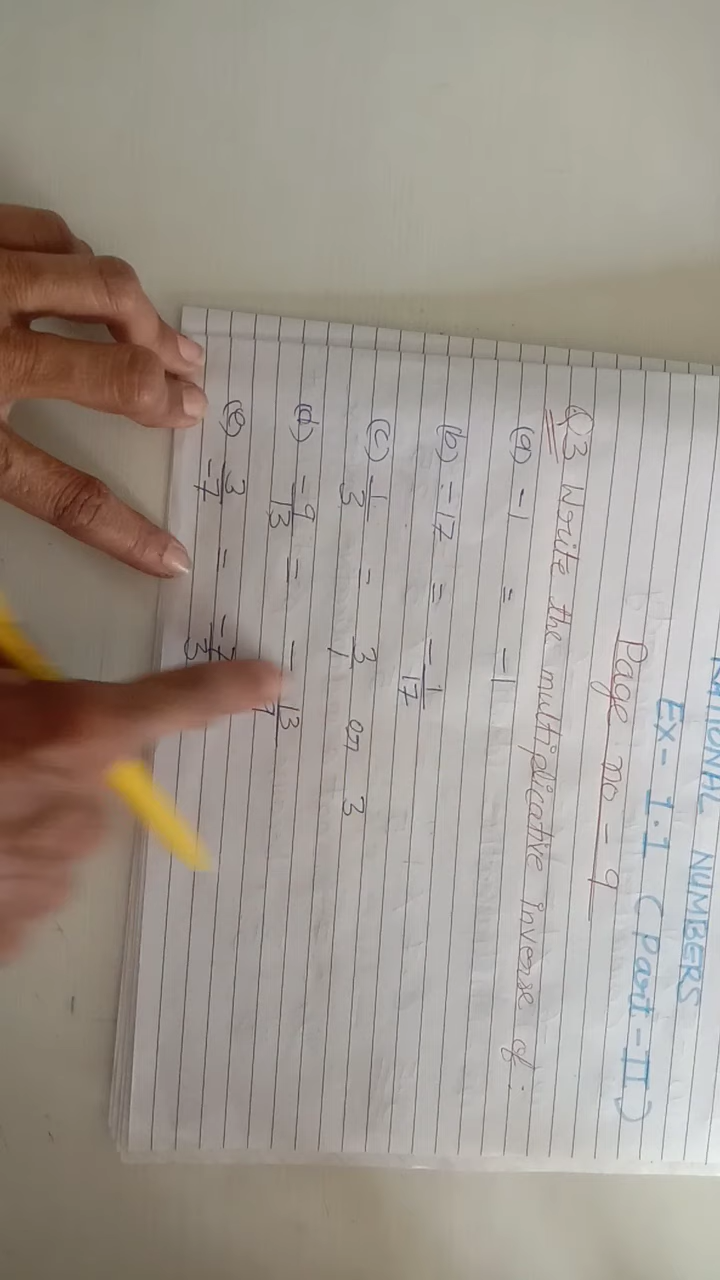 NUMBERS
Ex- 1.1 (Part-II)
Page no - 9
Q3 Write the multiplicative inverse of :
(a) -1 = -1
(b) -17 = -1/17
(c) 1/3 = 3/1 or 3
(d) -9/13 = -13/9
(e) 3/-7 = -7/3